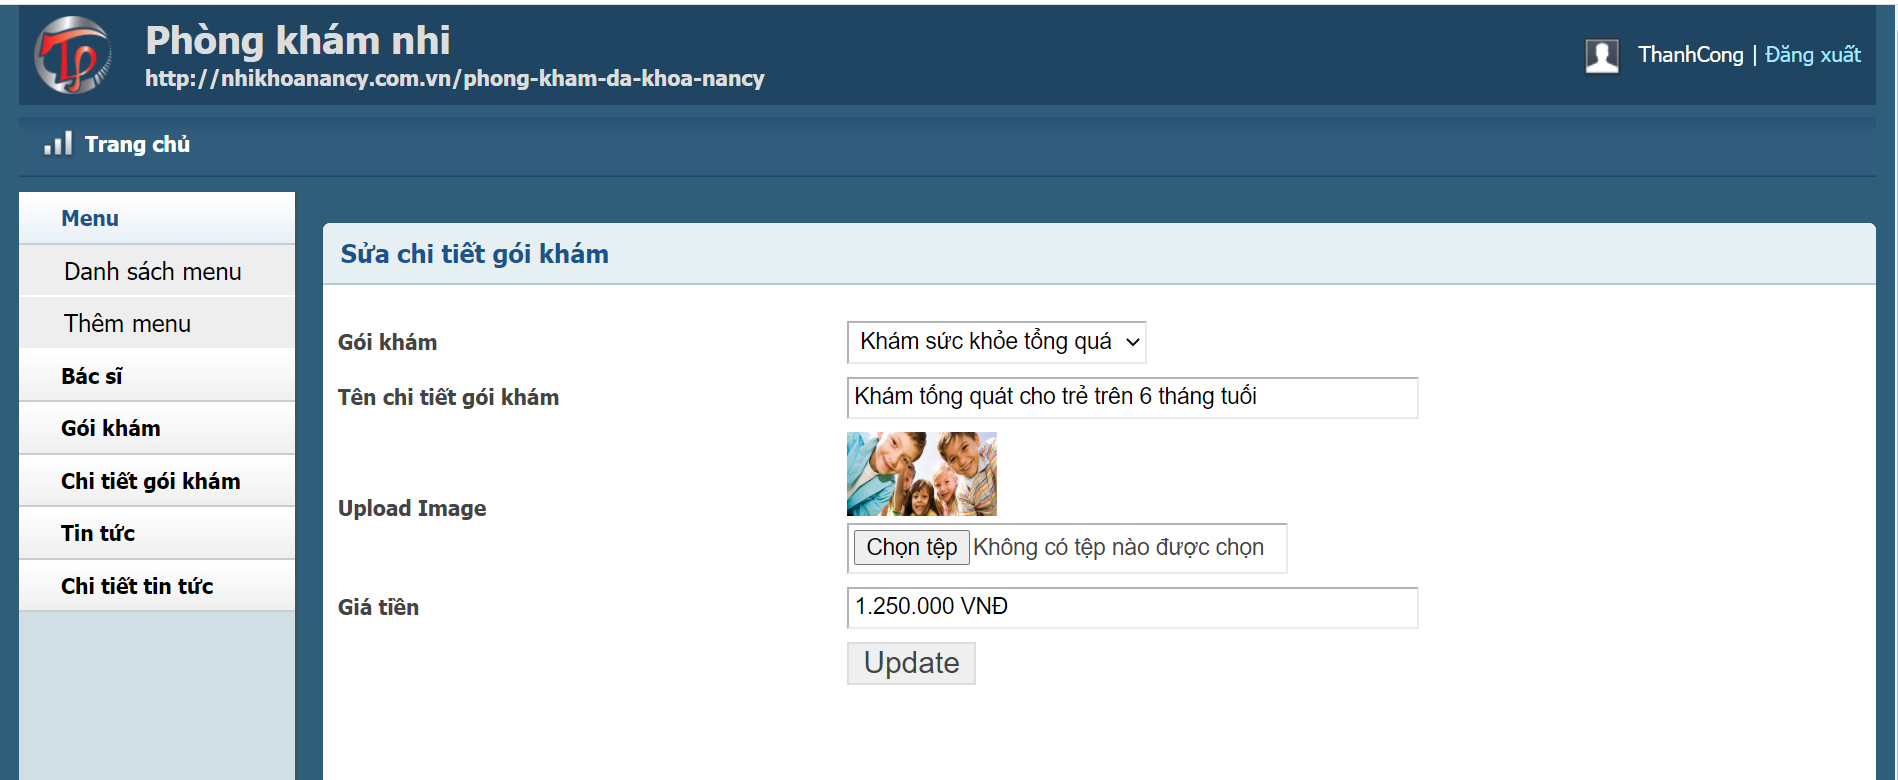 Phòng khám nhi
http://nhikhoanancy.com.vn/phong-kham-da-khoa-nancy
ThanhCong | Đăng xuất
Trang chủ
Menu
Danh sách menu
Thêm menu
Bác sĩ
Gói khám
Chi tiết gói khám
Tin tức
Chi tiết tin tức
Sửa chi tiết gói khám
Gói khám
Khám sức khỏe tổng quá
Tên chi tiết gói khám
Khám tống quát cho trẻ trên 6 tháng tuối
Upload Image
Chọn tệp Không có tệp nào được chọn
Giá tiền
1.250.000 VNĐ
Update